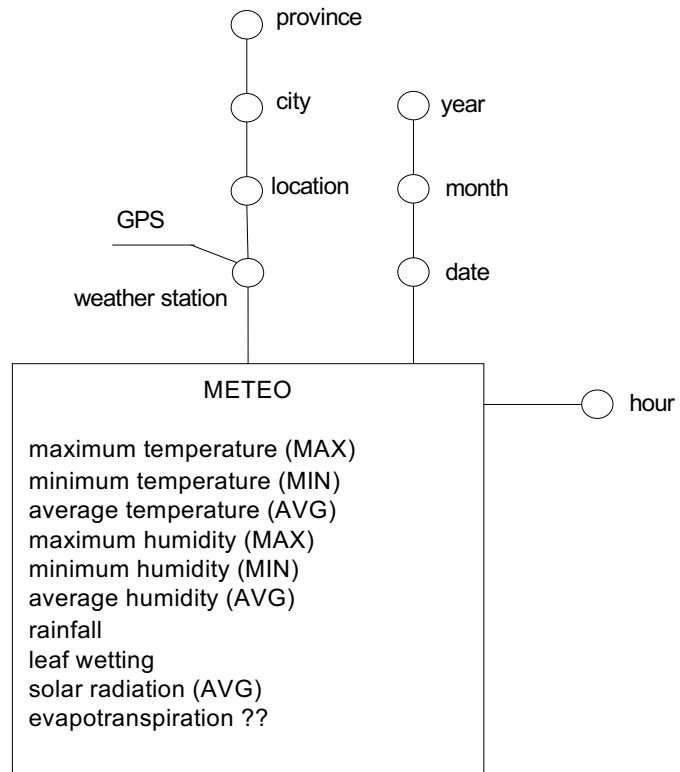 province
city
year
location
month
GPS
date
weather station
METEO
hour
maximum temperature (MAX)
minimum temperature (MIN)
average temperature (AVG)
maximum humidity (MAX)
minimum humidity (MIN)
average humidity (AVG)
rainfall
leaf wetting
solar radiation (AVG)
evapotranspiration ??